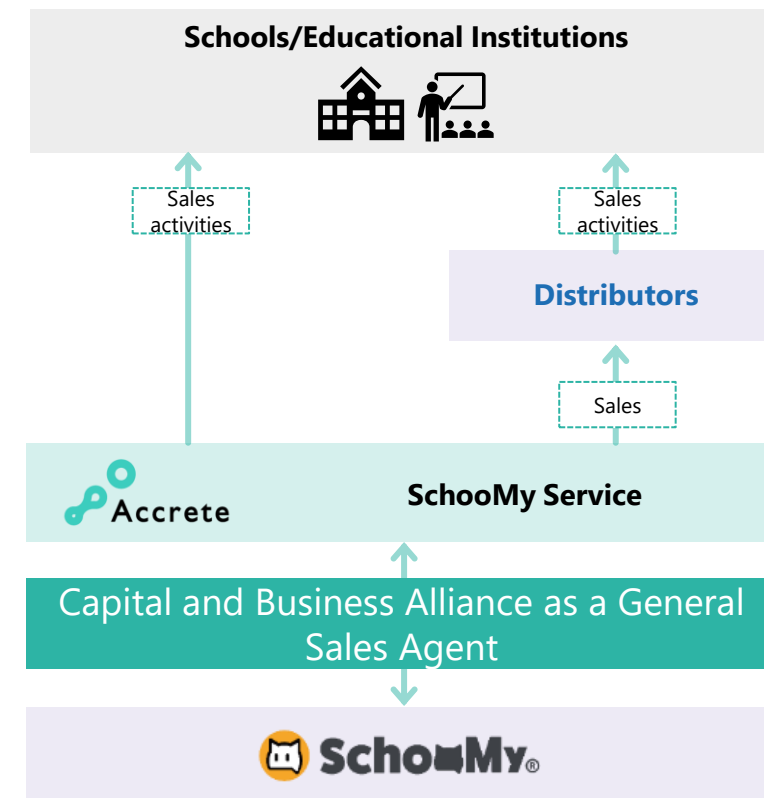 Schools/Educational Institutions
Sales
activities
Sales
activities
Distributors
Sales
Accrete
SchooMy Service
Capital and Business Alliance as a General
Sales Agent
SchooMy®